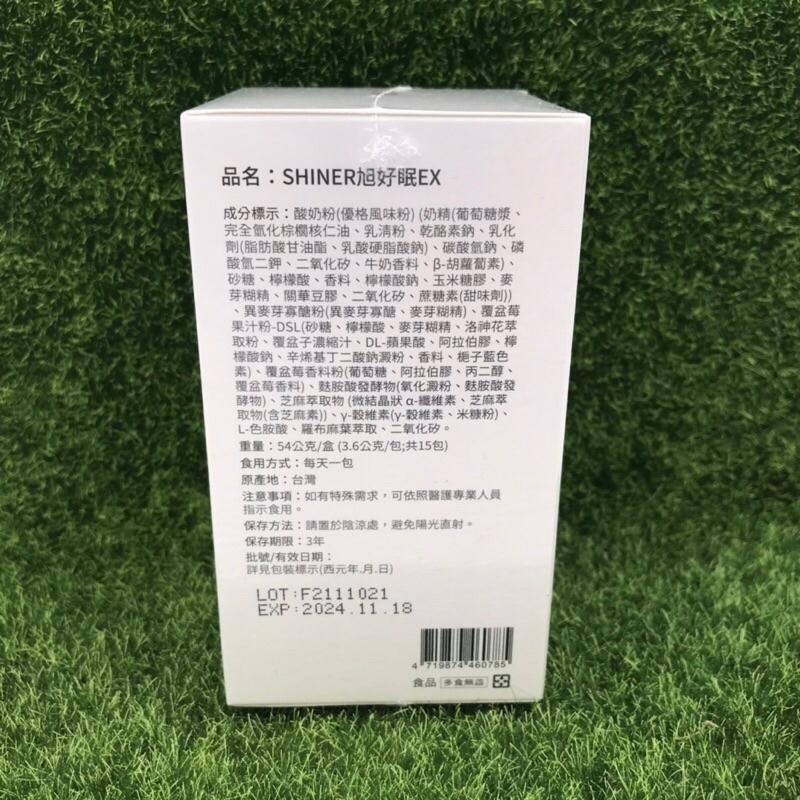 品名：SHINER旭好眠EX
成分標示：酸奶粉(優格風味粉) (奶精(葡萄糖漿、
完全氫化棕櫚核仁油、乳清粉、乾酪素鈉、乳化
劑(脂肪酸甘油酯、乳酸硬脂酸鈉)、碳酸氫鈉、磷
酸氫二鉀、二氧化矽、牛奶香料、β-胡蘿蔔素)、
砂糖、檸檬酸、香料、檸檬酸鈉、玉米糖膠、麥
芽糊精、關華豆膠、二氧化矽、蔗糖素(甜味劑))
、異麥芽寡醣粉(異麥芽寡醣、麥芽糊精)、覆盆莓
果汁粉-DSL(砂糖、檸檬酸、麥芽糊精、洛神花萃
取粉、覆盆子濃縮汁、DL-蘋果酸、阿拉伯膠、檸
檬酸鈉、辛烯基丁二酸鈉澱粉、香料、梔子藍色
素)、覆盆莓香料粉(葡萄糖、阿拉伯膠、丙二醇、
覆盆莓香料)、麩胺酸發酵物(氧化澱粉、麩胺酸發
酵物)、芝麻萃取物 (微結晶狀 α-纖維素、芝麻萃
取物(含芝麻素))、γ-穀維素(γ-穀維素、米糠粉)、
L-色胺酸、羅布麻葉萃取、二氧化矽。
重量：54公克/盒 (3.6公克/包;共15包)
食用方式：每天一包
原產地：台灣
注意事項：如有特殊需求，可依照醫護專業人員
指示食用。
保存方法：請置於陰涼處，避免陽光直射。
保存期限：3年
批號/有效日期：
詳見包裝標示(西元年.月.日)
LOT:F2111021
EXP:2024.11.18
4 719874 460785
食品 多食無益